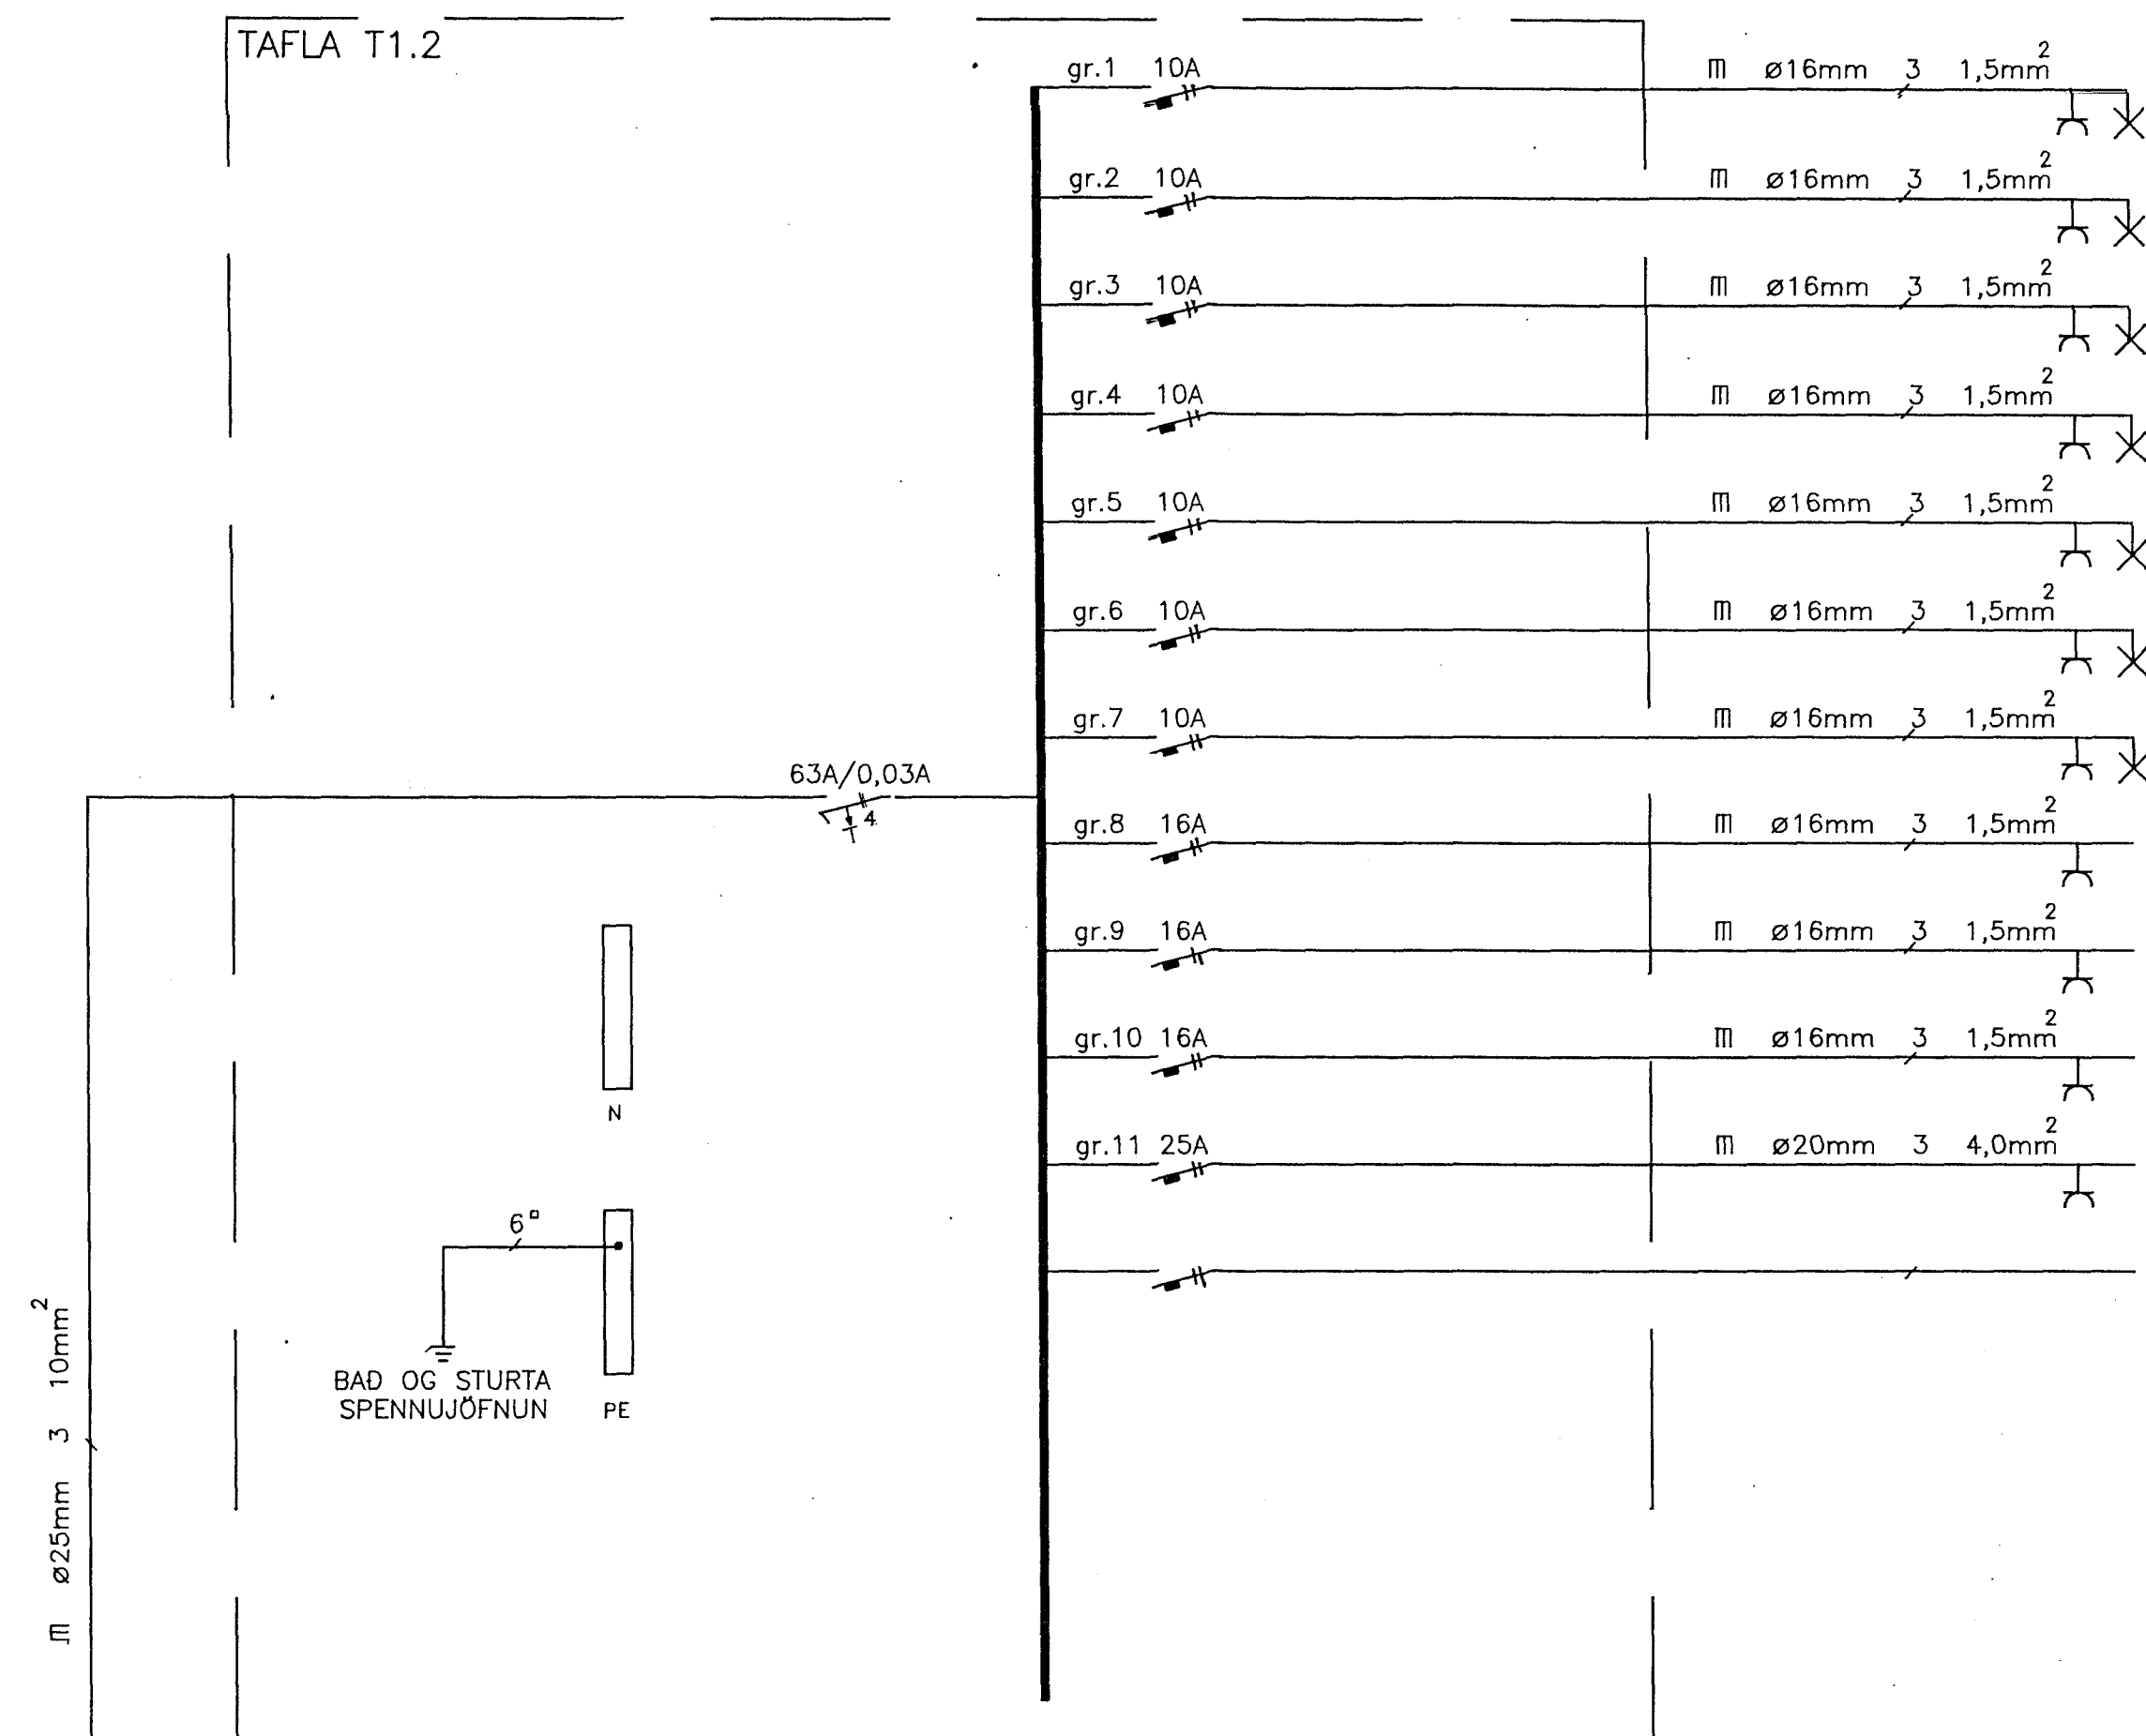 TAFLA T1.2
gr.1 10A m ø16mm 3 1,5mm²
gr.2 10A m ø16mm 3 1,5mm²
gr.3 10A m ø16mm 3 1,5mm²
gr.4 10A m ø16mm 3 1,5mm²
gr.5 10A m ø16mm 3 1,5mm²
gr.6 10A m ø16mm 3 1,5mm²
gr.7 10A m ø16mm 3 1,5mm²
63A/0,03A
4
gr.8 16A m ø16mm 3 1,5mm²
gr.9 16A m ø16mm 3 1,5mm²
gr.10 16A m ø16mm 3 1,5mm²
N
gr.11 25A m ø20mm 3 4,0mm²
6▫
BAÐ OG STURTA
SPENNUJÖFNUN
PE
m ø25mm 3 10mm²